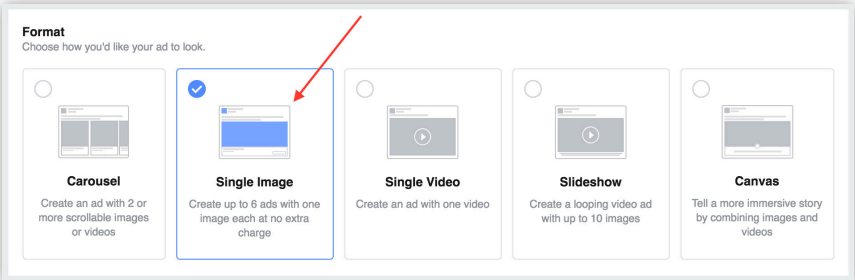 Format
Choose how you'd like your ad to look.
Carousel
Create an ad with 2 or
more scrollable images
or videos
Single Image
Create up to 6 ads with one
image each at no extra
charge
Single Video
Create an ad with one video
Slideshow
Create a looping video ad
with up to 10 images
Canvas
Tell a more immersive story
by combining images and
videos